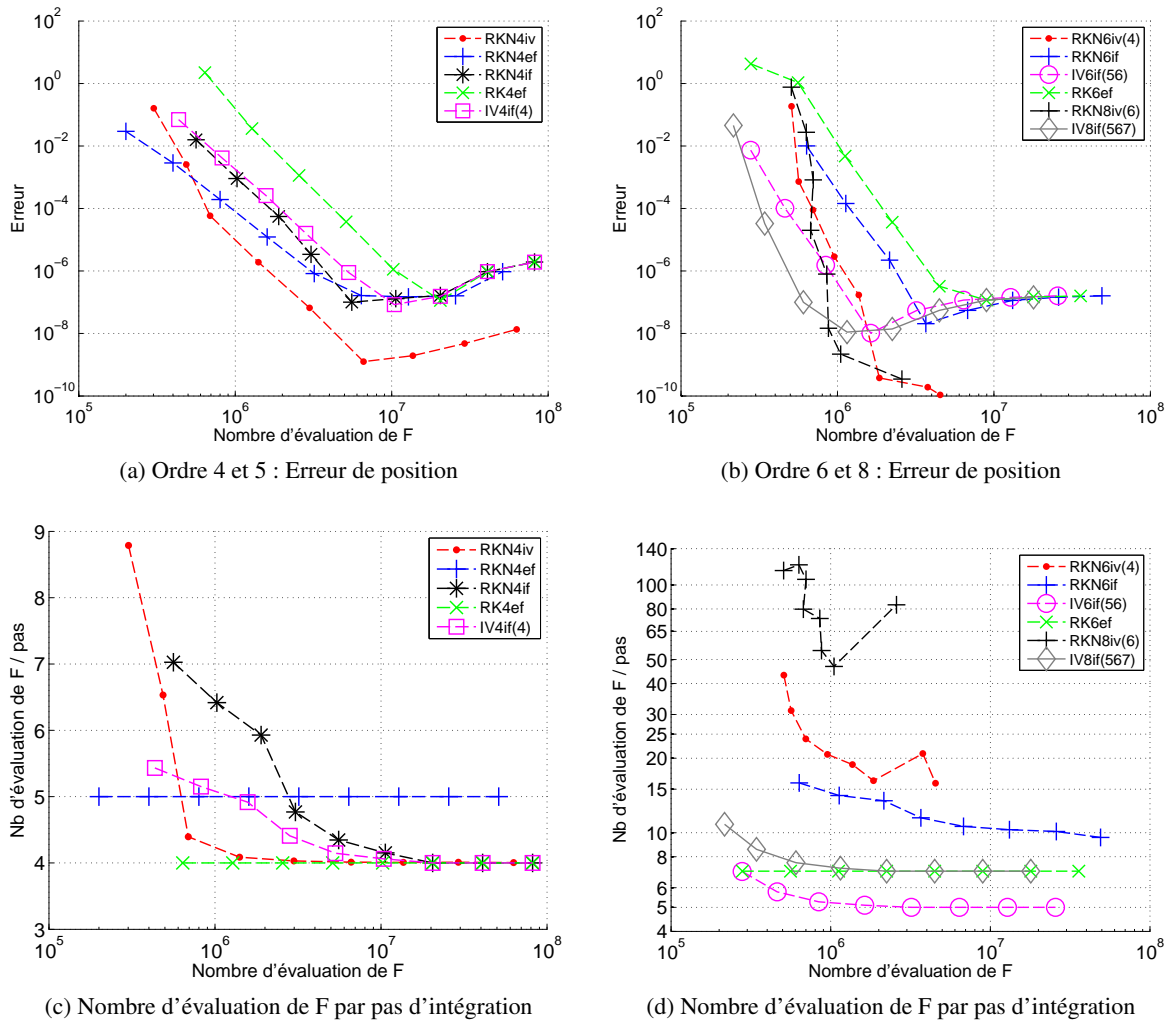 10^2
10^0
10^−2
10^−4
10^−6
10^−8
10^−10
Erreur
10^5 10^6 10^7 10^8
Nombre d'évaluation de F
RKN4iv
RKN4ef
RKN4if
RK4ef
IV4if(4)
(a) Ordre 4 et 5 : Erreur de position
10^2
10^0
10^−2
10^−4
10^−6
10^−8
10^−10
Erreur
10^5 10^6 10^7 10^8
Nombre d'évaluation de F
RKN6iv(4)
RKN6if
IV6if(56)
RK6ef
RKN8iv(6)
IV8if(567)
(b) Ordre 6 et 8 : Erreur de position
9
8
7
6
5
4
3
Nb d'évaluation de F / pas
10^5 10^6 10^7 10^8
Nombre d'évaluation de F
RKN4iv
RKN4ef
RKN4if
RK4ef
IV4if(4)
(c) Nombre d'évaluation de F par pas d'intégration
140
100
80
65
50
40
30
25
20
15
10
8
7
6
5
4
Nb d'évaluation de F / pas
10^5 10^6 10^7 10^8
Nombre d'évaluation de F
RKN6iv(4)
RKN6if
IV6if(56)
RK6ef
RKN8iv(6)
IV8if(567)
(d) Nombre d'évaluation de F par pas d'intégration